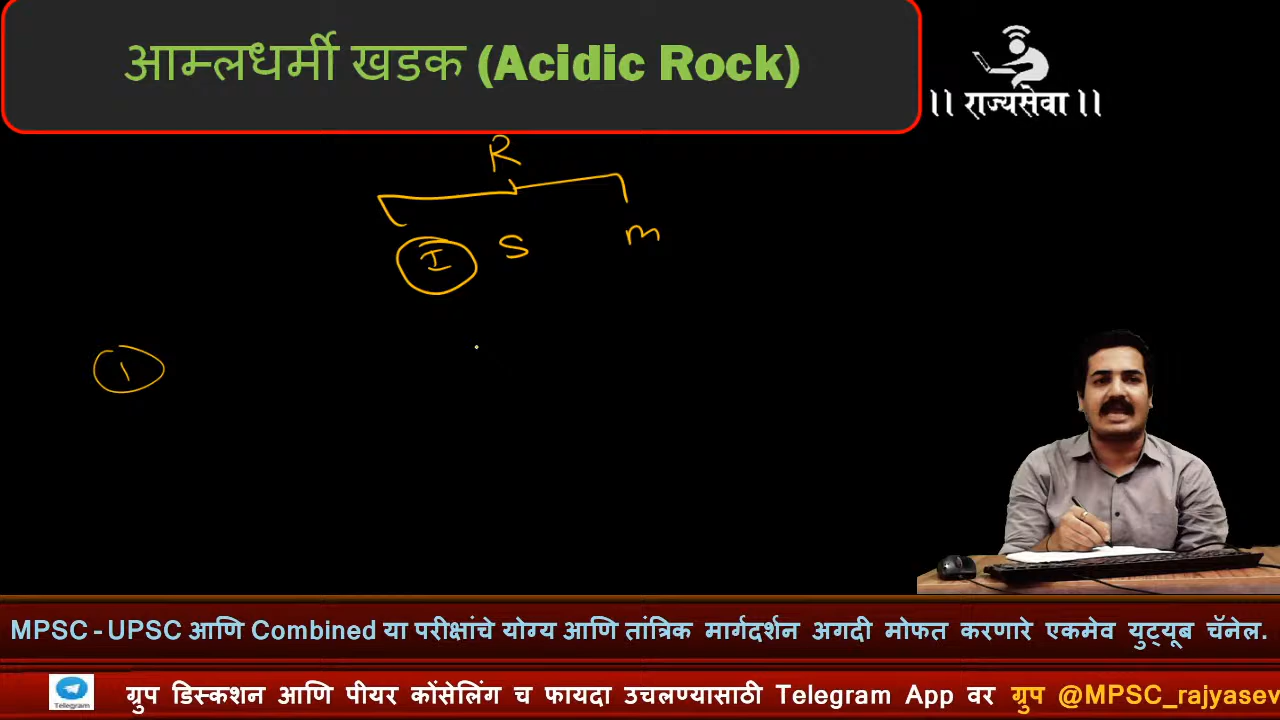 आम्लधर्मी खडक (Acidic Rock)
।। राज्यसेवा ।।
R
I S m
1
MPSC - UPSC आणि Combined या परीक्षांचे योग्य आणि तांत्रिक मार्गदर्शन अगदी मोफत करणारे एकमेव युट्युब चॅनेल.
Telegram
ग्रुप डिस्कशन आणि पीयर कोंसेलिंग च फायदा उचलण्यासाठी Telegram App वर ग्रुप @MPSC_rajyasev